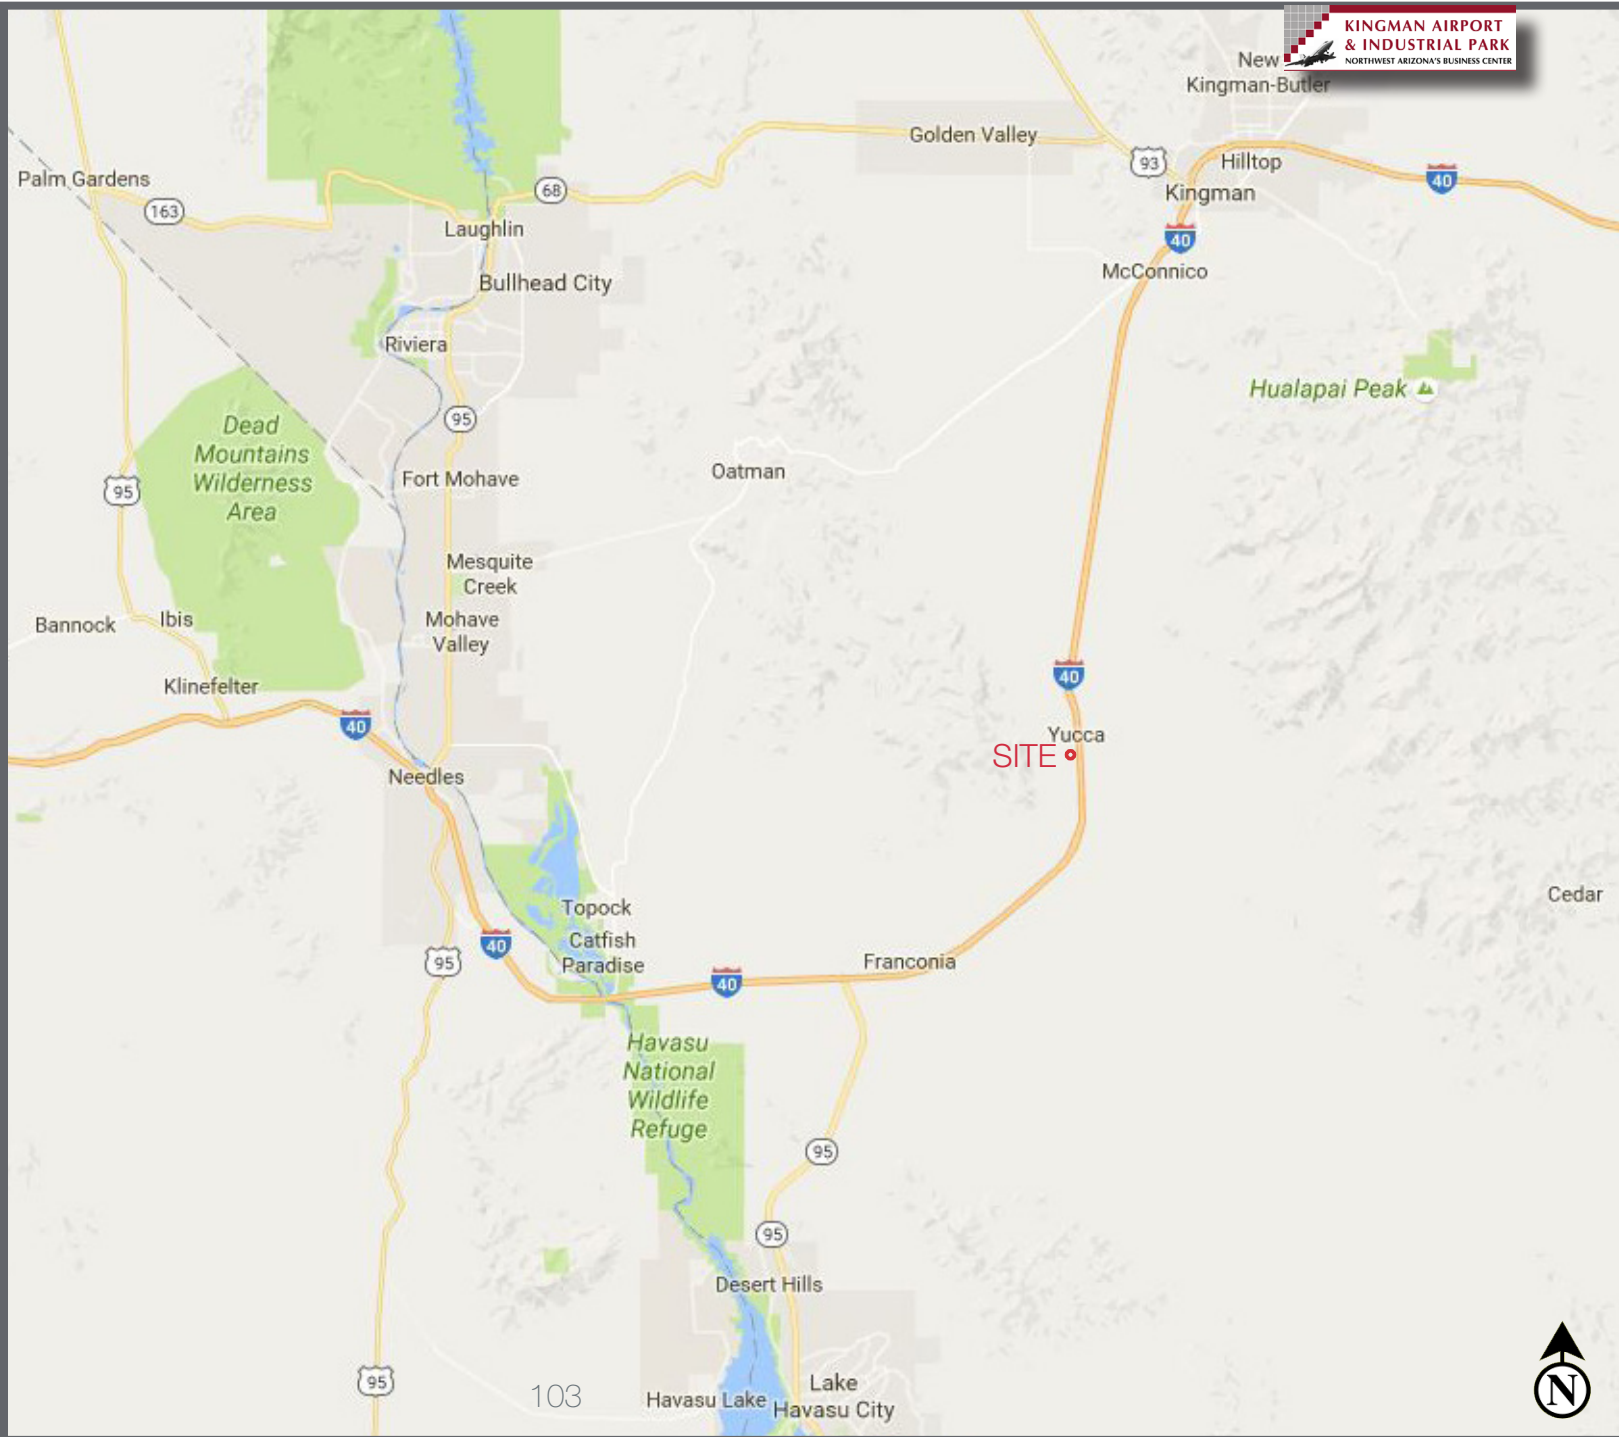 KINGMAN AIRPORT
& INDUSTRIAL PARK
NORTHWEST ARIZONA'S BUSINESS CENTER
New
Kingman-Butler
Golden Valley
93
Hilltop
40
Palm Gardens
163
68
Kingman
Laughlin
40
McConnico
Bullhead City
Riviera
Hualapai Peak
95
Dead
Mountains
Wilderness
Area
Oatman
Fort Mohave
95
Mesquite
Creek
Bannock
Ibis
Mohave
Valley
Klinefelter
40
40
Yucca
SITE
Needles
Cedar
Topock
Catfish
Paradise
40
95
Franconia
40
Havasu
National
Wildlife
Refuge
95
95
Desert Hills
95
103
Havasu Lake
Lake
Havasu City
N